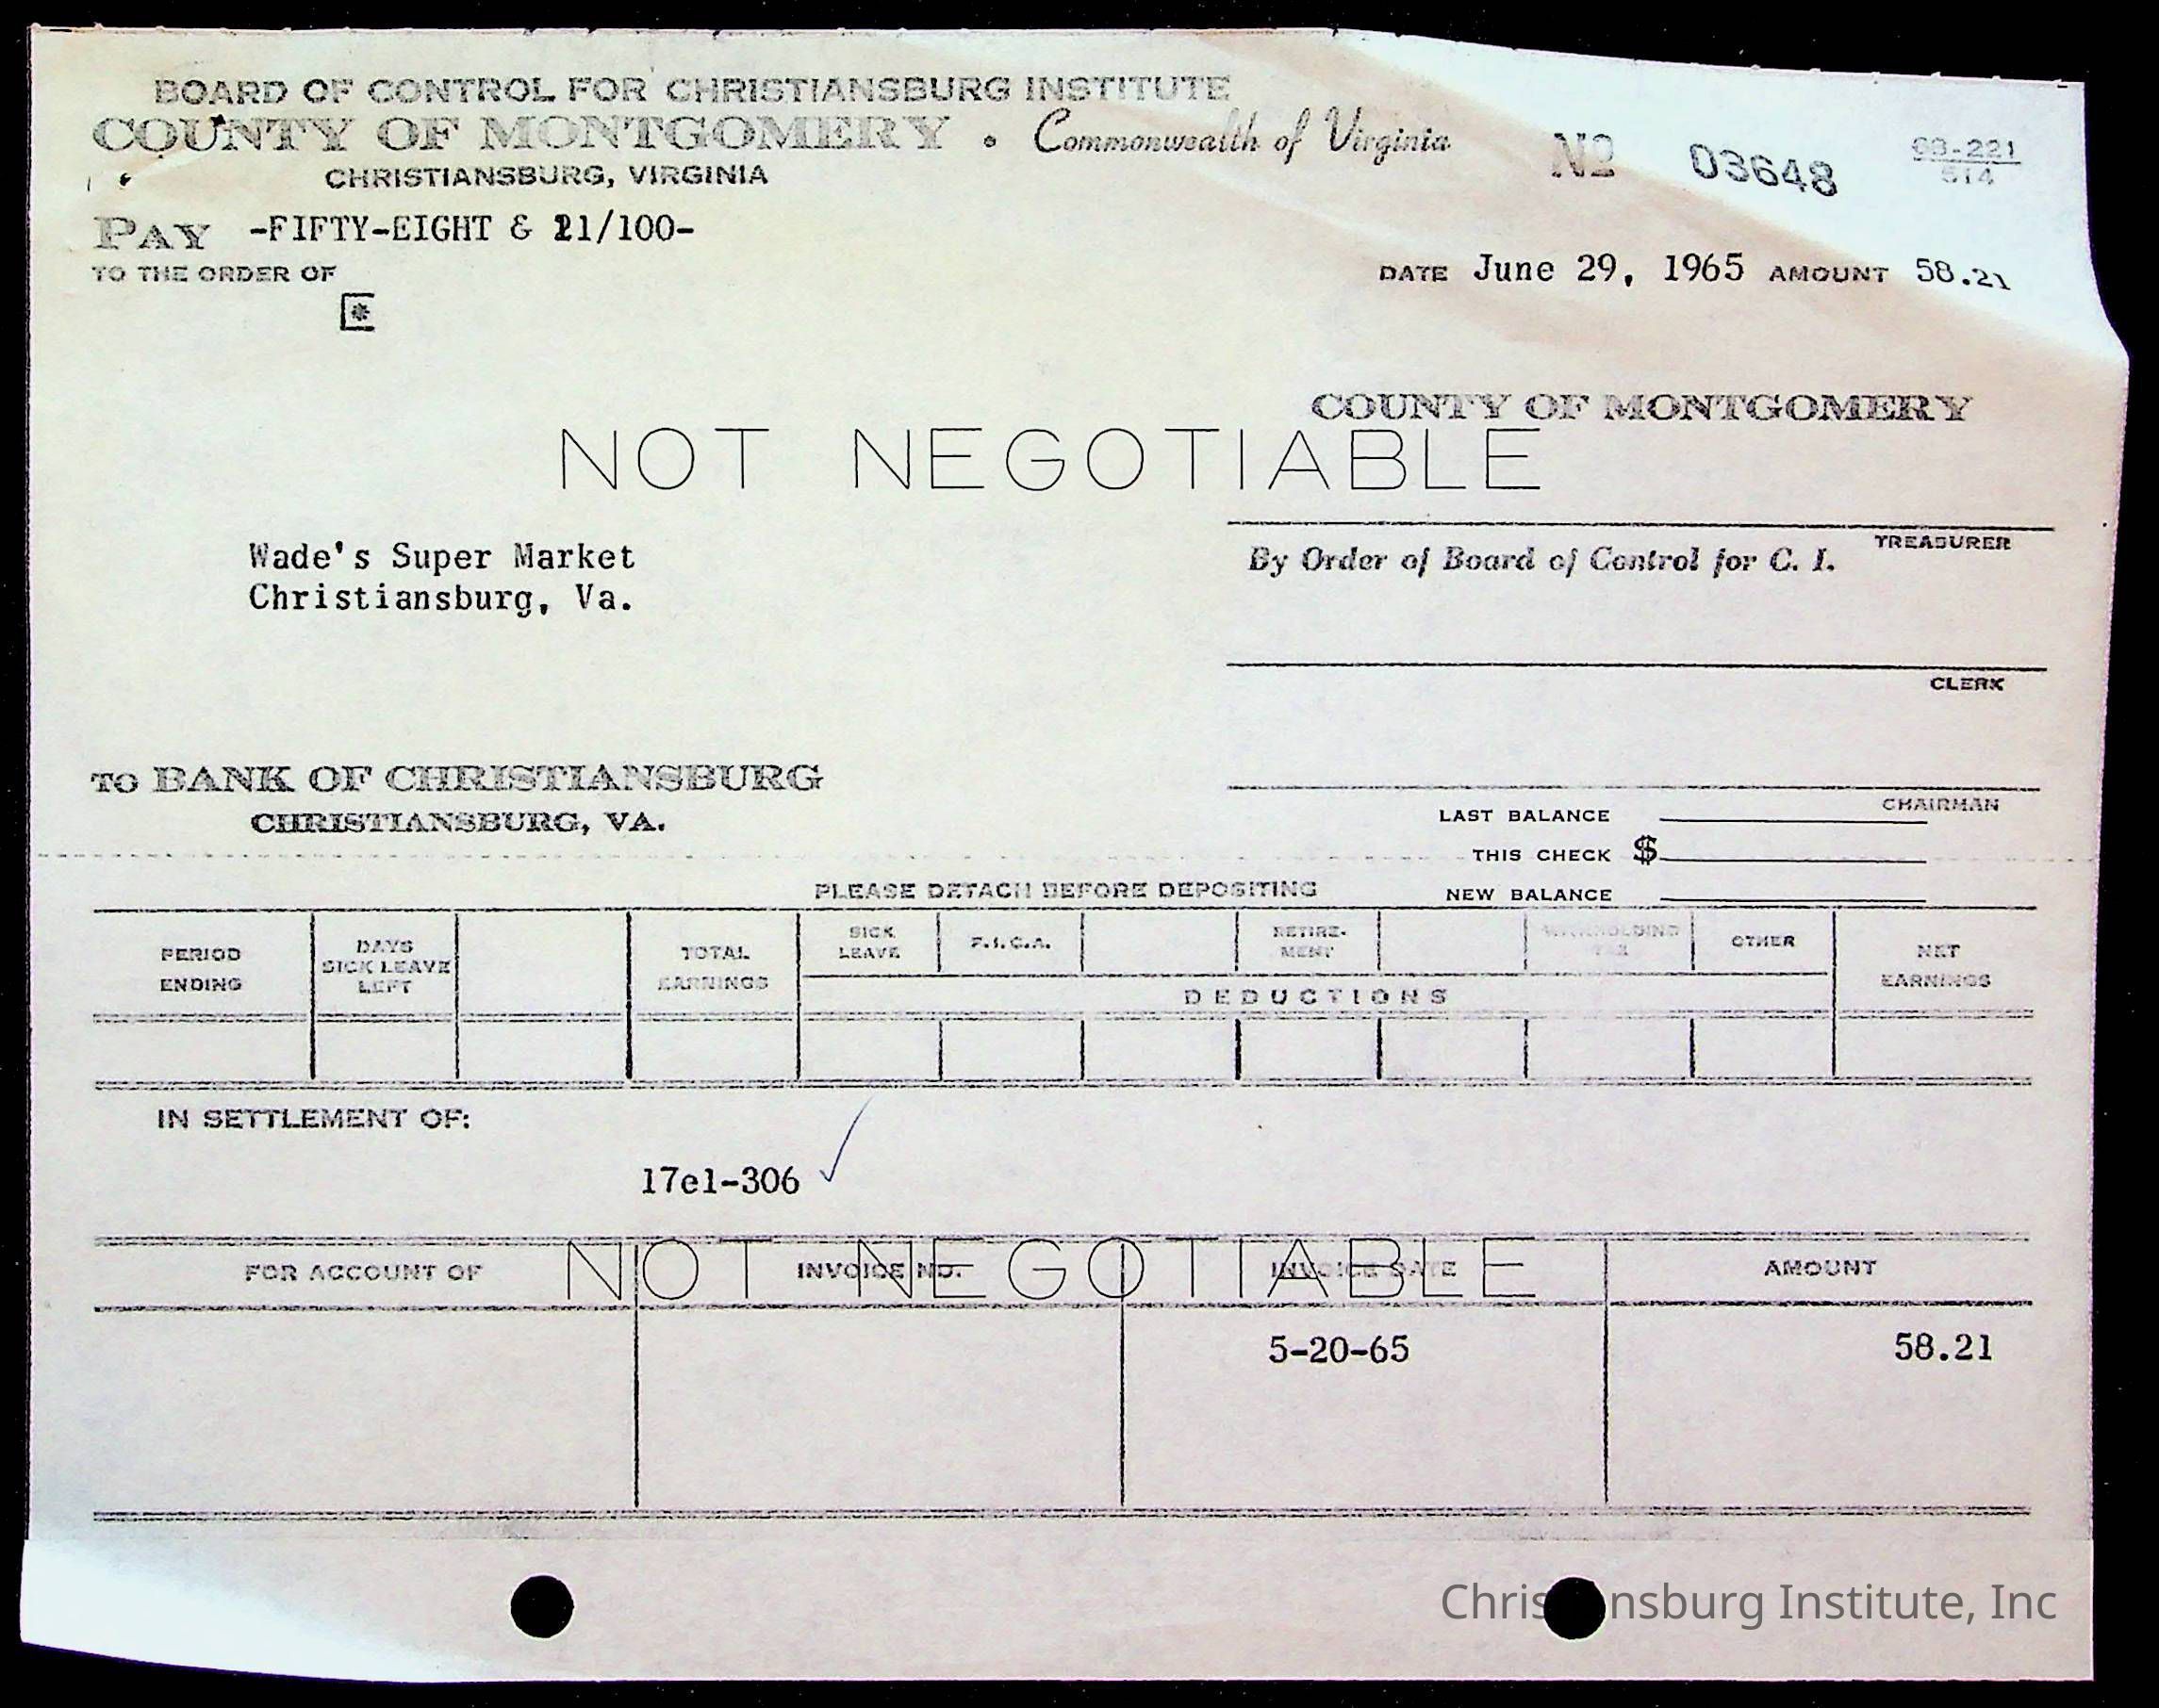 BOARD OF CONTROL FOR CHRISTIANSBURG INSTITUTE
COUNTY OF MONTGOMERY • Commonwealth of Virginia
CHRISTIANSBURG, VIRGINIA
No 03648
68-221
514
PAY -FIFTY-EIGHT & 21/100-
TO THE ORDER OF
DATE June 29, 1965 AMOUNT 58.21
COUNTY OF MONTGOMERY
NOT NEGOTIABLE
TREASURER
Wade's Super Market
Christiansburg, Va.
By Order of Board of Control for C. I.
CLERK
TO BANK OF CHRISTIANSBURG
CHRISTIANSBURG, VA.
CHAIRMAN
LAST BALANCE
THIS CHECK $
NEW BALANCE
PLEASE DETACH BEFORE DEPOSITING
PERIOD ENDING
DAYS SICK LEAVE LEFT
TOTAL EARNINGS
SICK LEAVE
F.I.C.A.
RETIRE-MENT
WITHHOLDING TAX
OTHER
NET EARNINGS
DEDUCTIONS
IN SETTLEMENT OF:
17e1-306
NOT NEGOTIABLE
FOR ACCOUNT OF INVOICE NO. INVOICE DATE AMOUNT
5-20-65 58.21
Institute, Inc